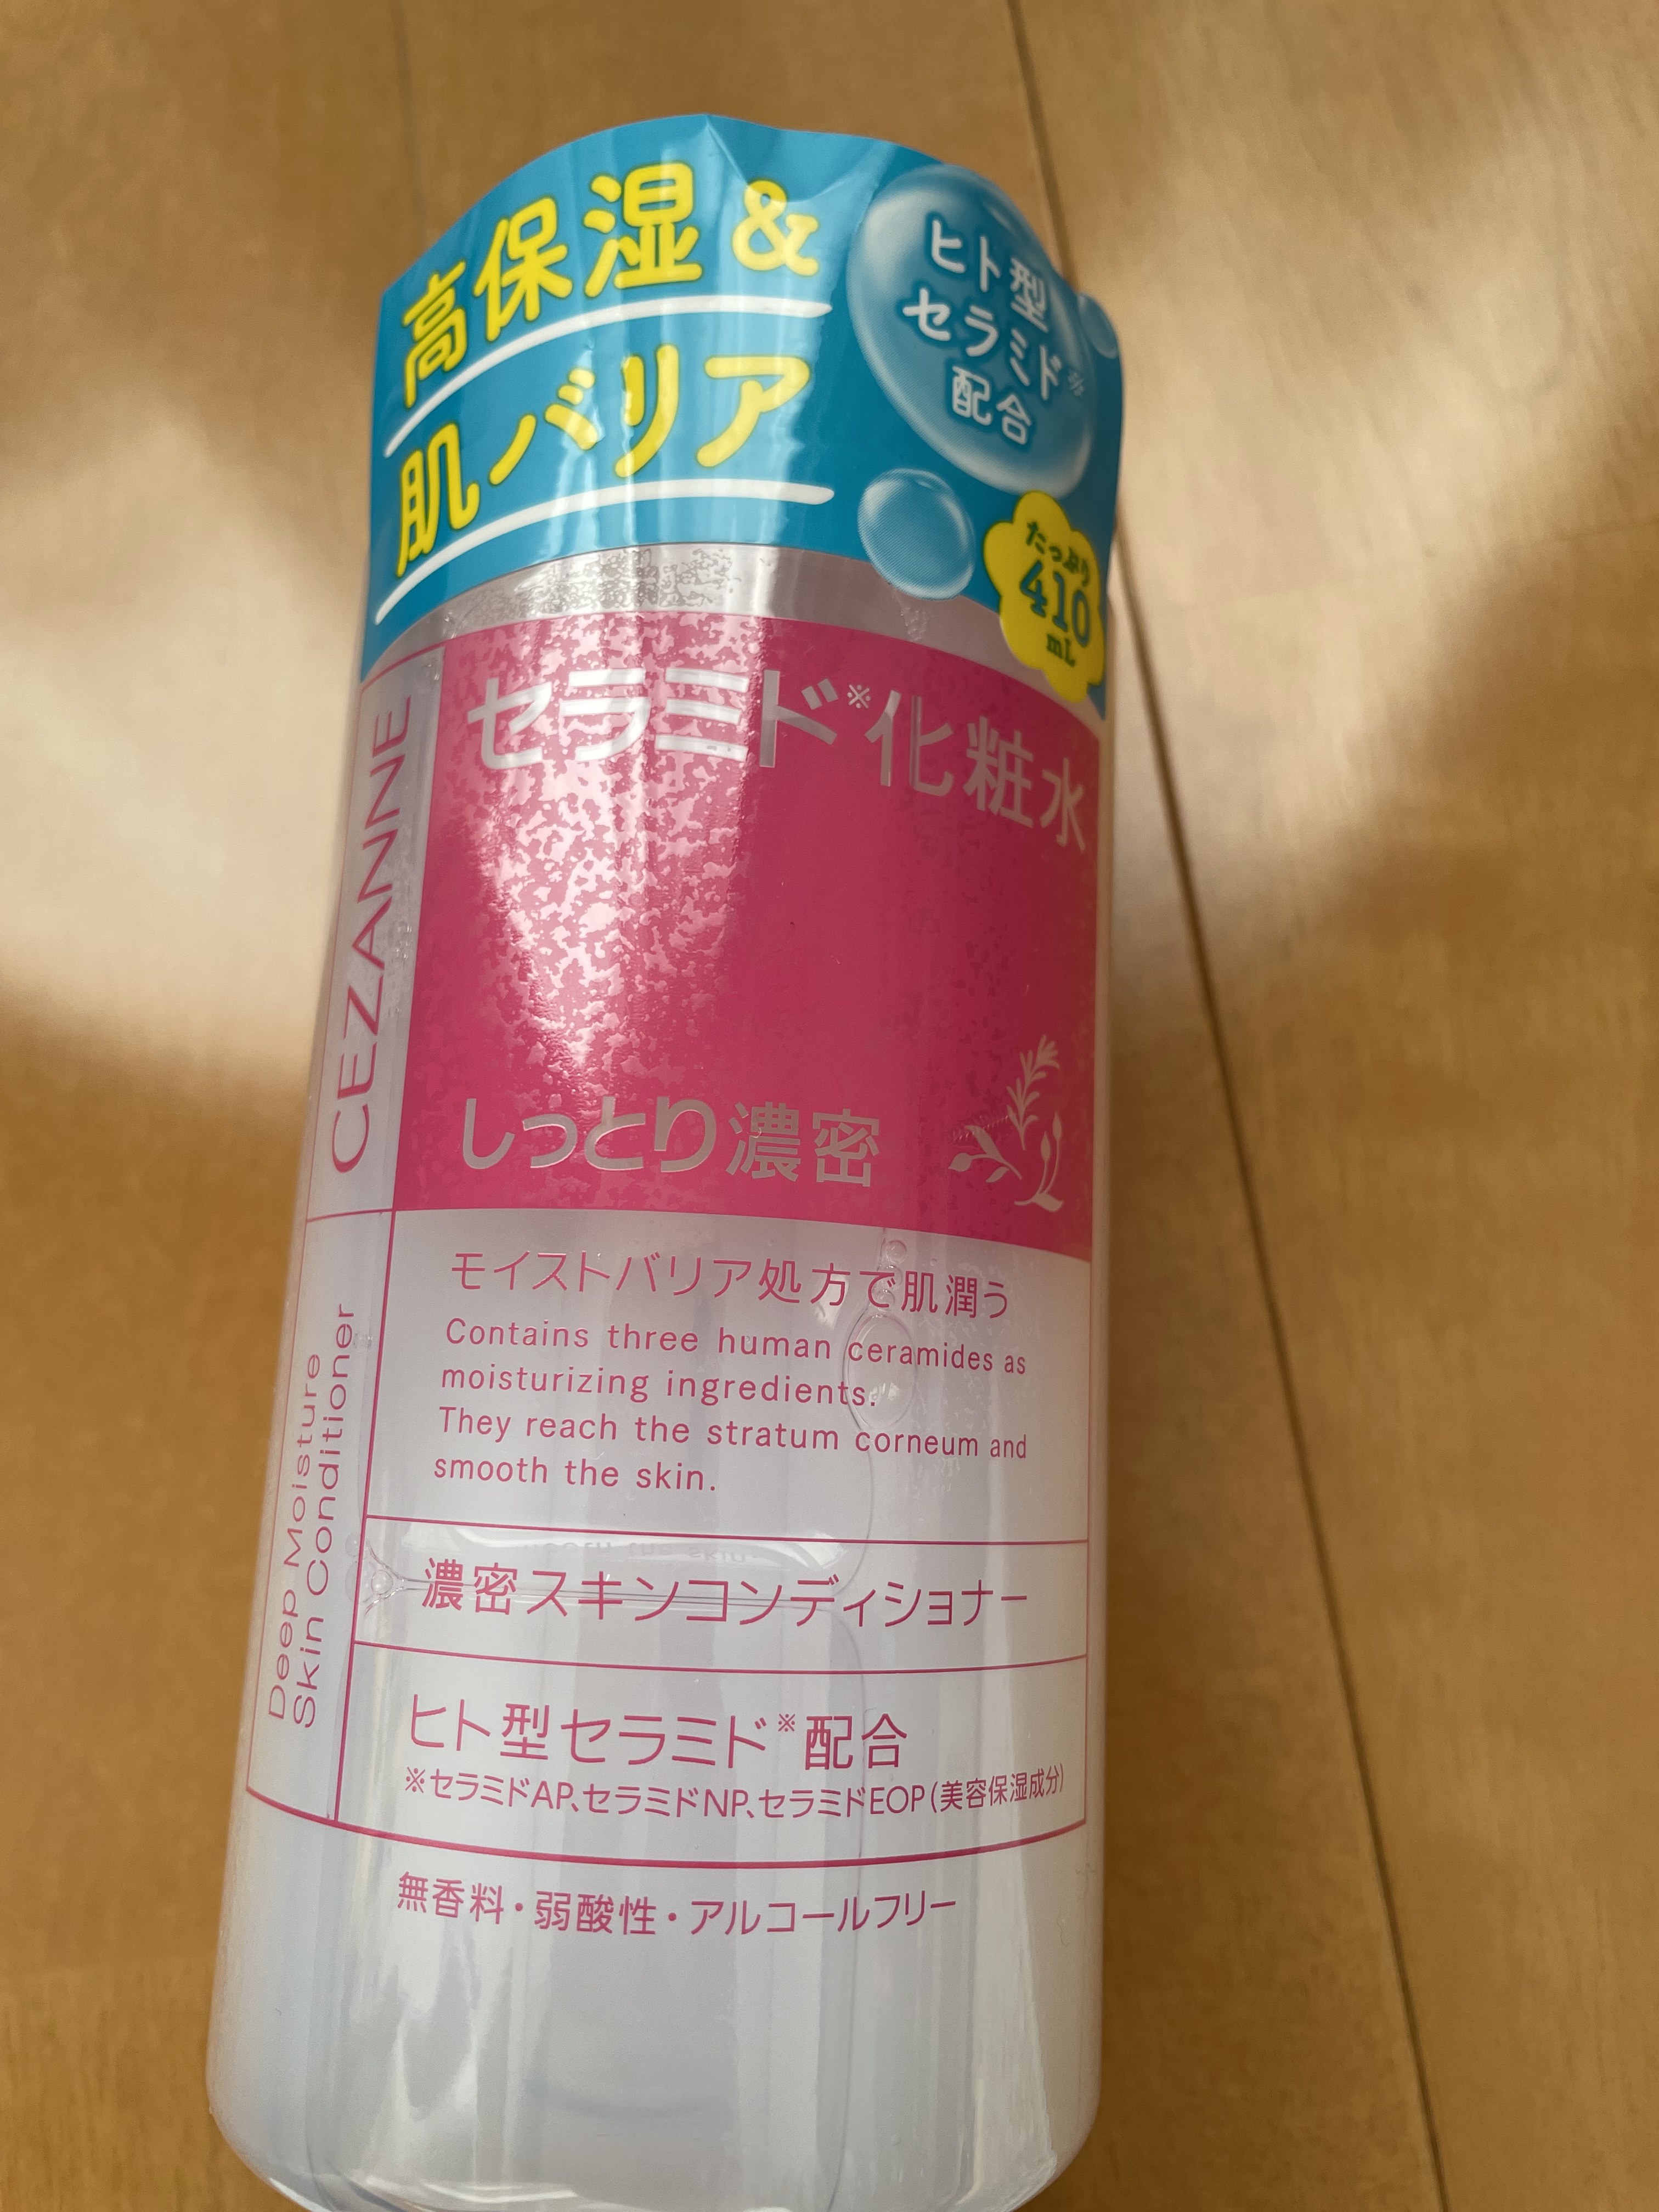 高保湿&
肌バリア
ヒト型
セラミド※
配合
たっぷり
410
mL
セラミド※化粧水
しっとり濃密
CEZANNE
Deep Moisture
Skin Conditioner
モイストバリア処方で肌潤う
Contains three human ceramides as
moisturizing ingredients.
They reach the stratum corneum and
smooth the skin.
濃密スキンコンディショナー
ヒト型セラミド※配合
※セラミドAP、セラミドNP、セラミドEOP(美容保湿成分)
無香料・弱酸性・アルコールフリー